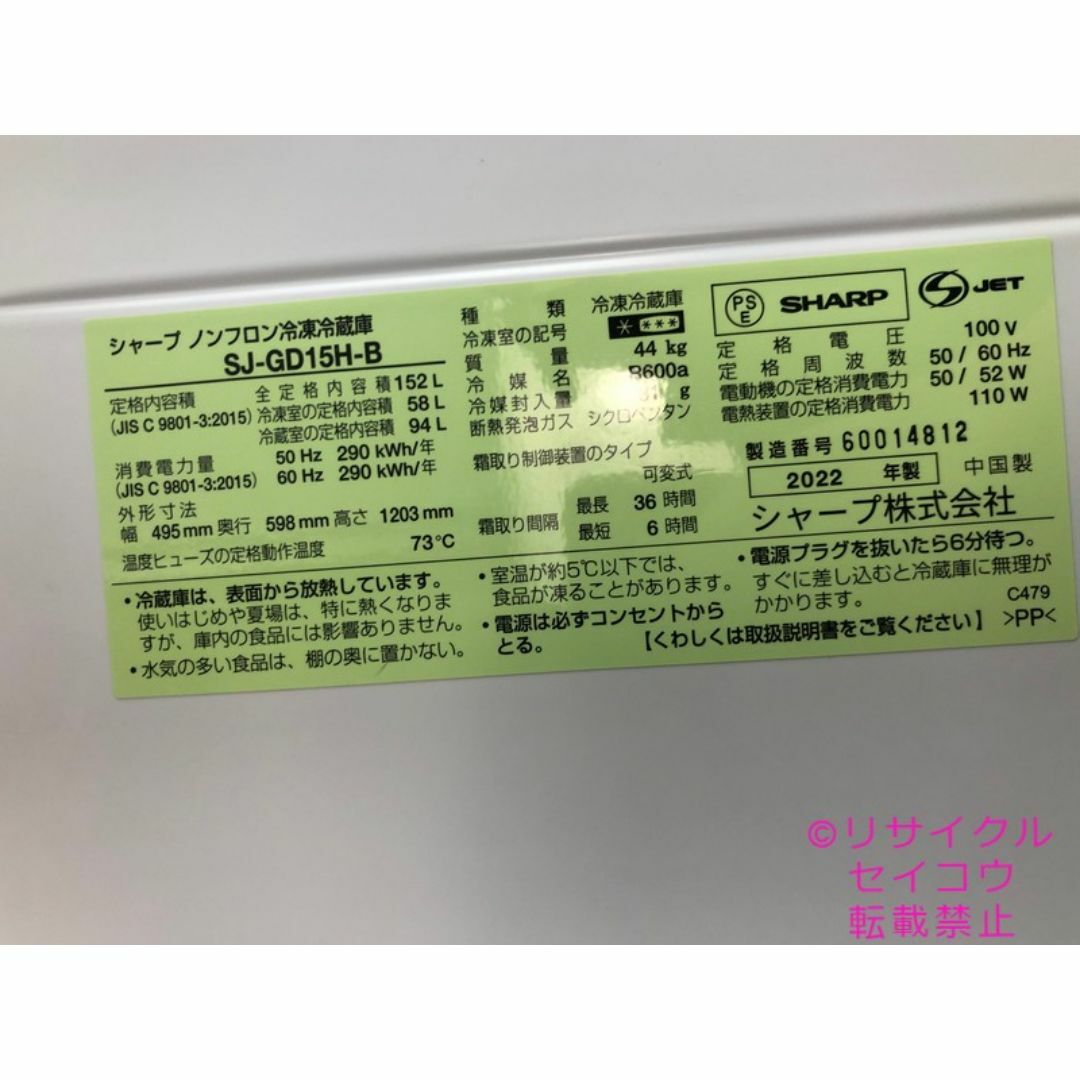 シャープ ノンフロン冷凍冷蔵庫
SJ-GD15H-B
定格内容積
(JIS C 9801-3:2015)
全定格内容積 152 L
冷凍室の定格内容積 58 L
冷蔵室の定格内容積 94 L
消費電力量
(JIS C 9801-3:2015)
50 Hz 290 kWh/年
60 Hz 290 kWh/年
外形寸法
幅 495mm 奥行 598mm 高さ 1203mm
温度ヒューズの定格動作温度 73℃
種類 冷凍冷蔵庫
冷凍室の記号 * ***
質量 44 kg
冷媒名 R600a
冷媒封入量 g
断熱発泡ガス シクロペンタン
霜取り制御装置のタイプ
可変式
霜取り間隔
最長 36時間
最短 6時間
PS
E
SHARP
S JET
定格電圧 100 V
定格周波数 50 / 60 Hz
電動機の定格消費電力 50 / 52 W
電熱装置の定格消費電力 110 W
製造番号 60014812
2022 年製 中国製
シャープ株式会社
・冷蔵庫は、表面から放熱しています。
使いはじめや夏場は、特に熱くなりま
すが、庫内の食品には影響ありません。
・水気の多い食品は、棚の奥に置かない。
・室温が約5℃以下では、
食品が凍ることがあります。
・電源は必ずコンセントから
とる。
・電源プラグを抜いたら6分待つ。
すぐに差し込むと冷蔵庫に無理が
かかります。
C479
【くわしくは取扱説明書をご覧ください】 >PP<
©リサイクル
セイコウ
転載禁止